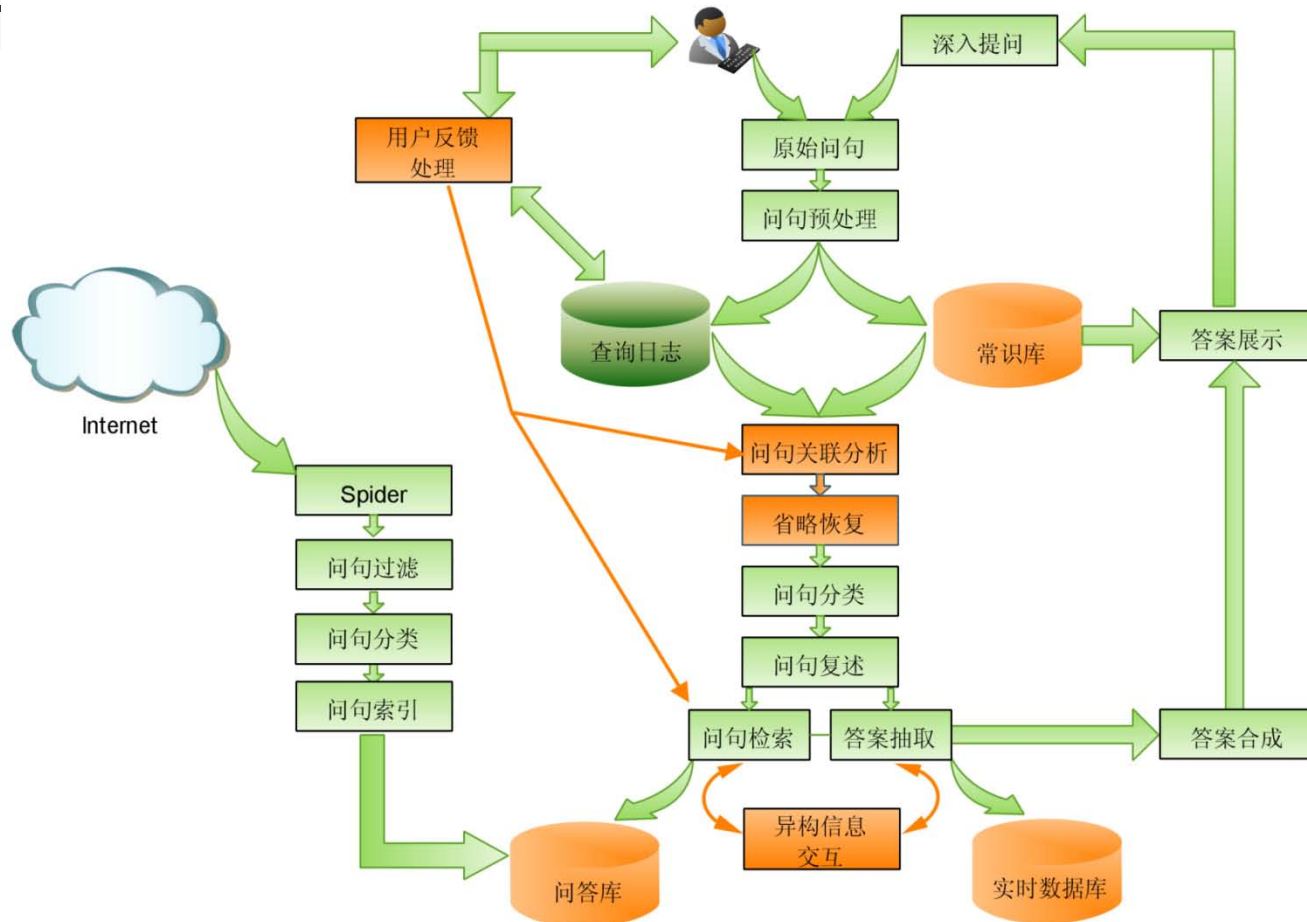 深入提问
用户反馈
处理
原始问句
问句预处理
查询日志
常识库
答案展示
Internet
问句关联分析
Spider
省略恢复
问句过滤
问句分类
问句分类
问句复述
问句索引
问句检索
答案抽取
答案合成
异构信息
交互
问答库
实时数据库